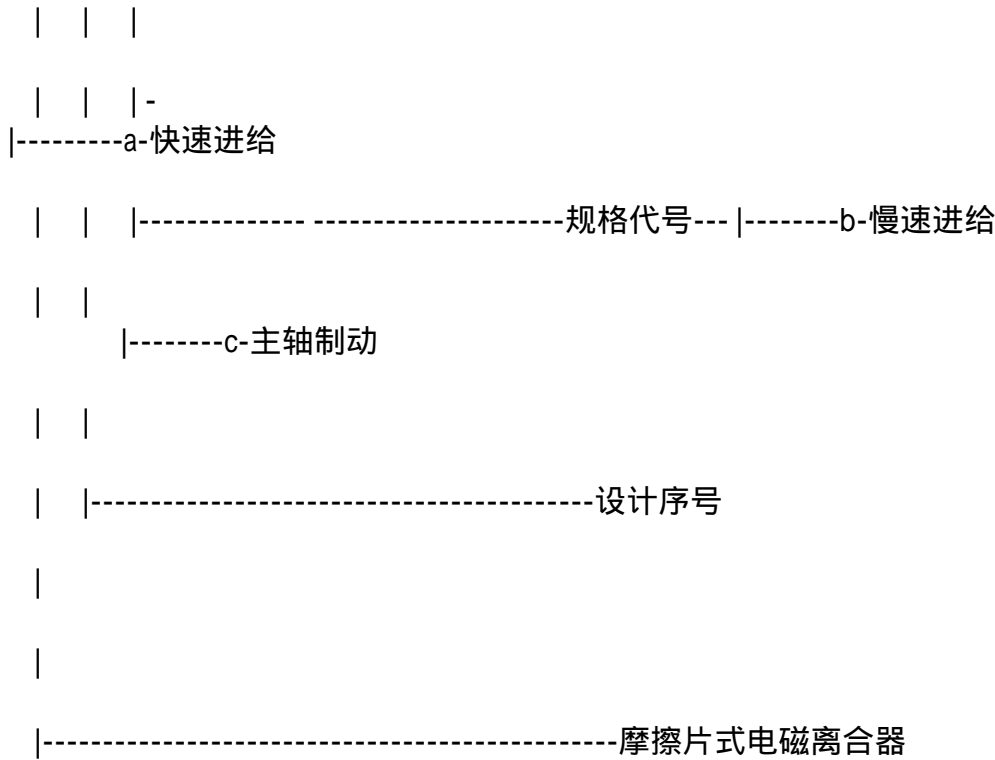 | | |
| | | -
|---------a-快速进给
| | |-------------- ---------------------规格代号--- |--------b-慢速进给
| |
|--------c-主轴制动
| |
| |------------------------------------------设计序号
|
|
|------------------------------------------------摩擦片式电磁离合器